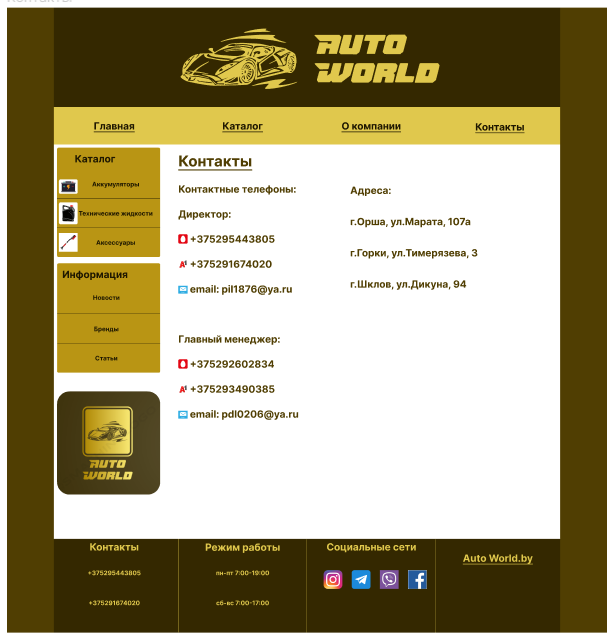 Контакты
AUTO
WORLD
Главная
Каталог
О компании
Контакты
Каталог
Аккумуляторы
Технические жидкости
Аксессуары
Информация
Новости
Бренды
Статьи
AUTO
WORLD
Контакты
Контактные телефоны:
Директор:
+375295443805
+375291674020
email: pil1876@ya.ru
Главный менеджер:
+375292602834
+375293490385
email: pdl0206@ya.ru
Адреса:
г.Орша, ул.Марата, 107а
г.Горки, ул.Тимерязева, 3
г.Шклов, ул.Дикуна, 94
Контакты
+375295443805
+375291674020
Режим работы
пн-пт 7:00-19:00
сб-вс 7:00-17:00
Социальные сети
Auto World.by